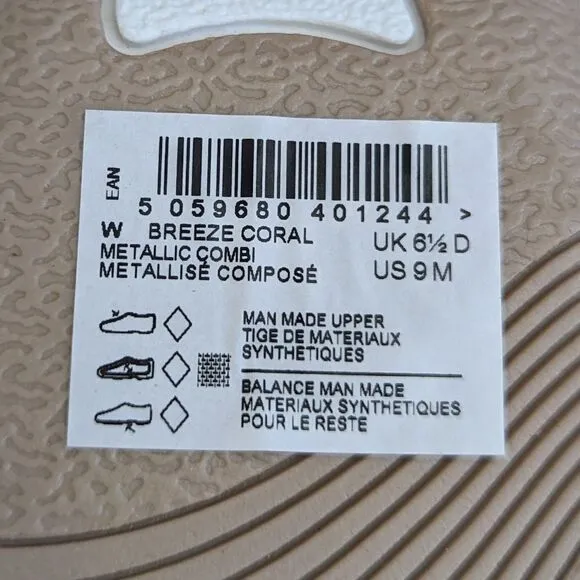 EAN
5 059680 401244 >
W BREEZE CORAL UK 6½ D
METALLIC COMBI US 9 M
METALLISÉ COMPOSÉ
MAN MADE UPPER
TIGE DE MATERIAUX
SYNTHÉTIQUES
BALANCE MAN MADE
MATERIAUX SYNTHETIQUES
POUR LE RESTE